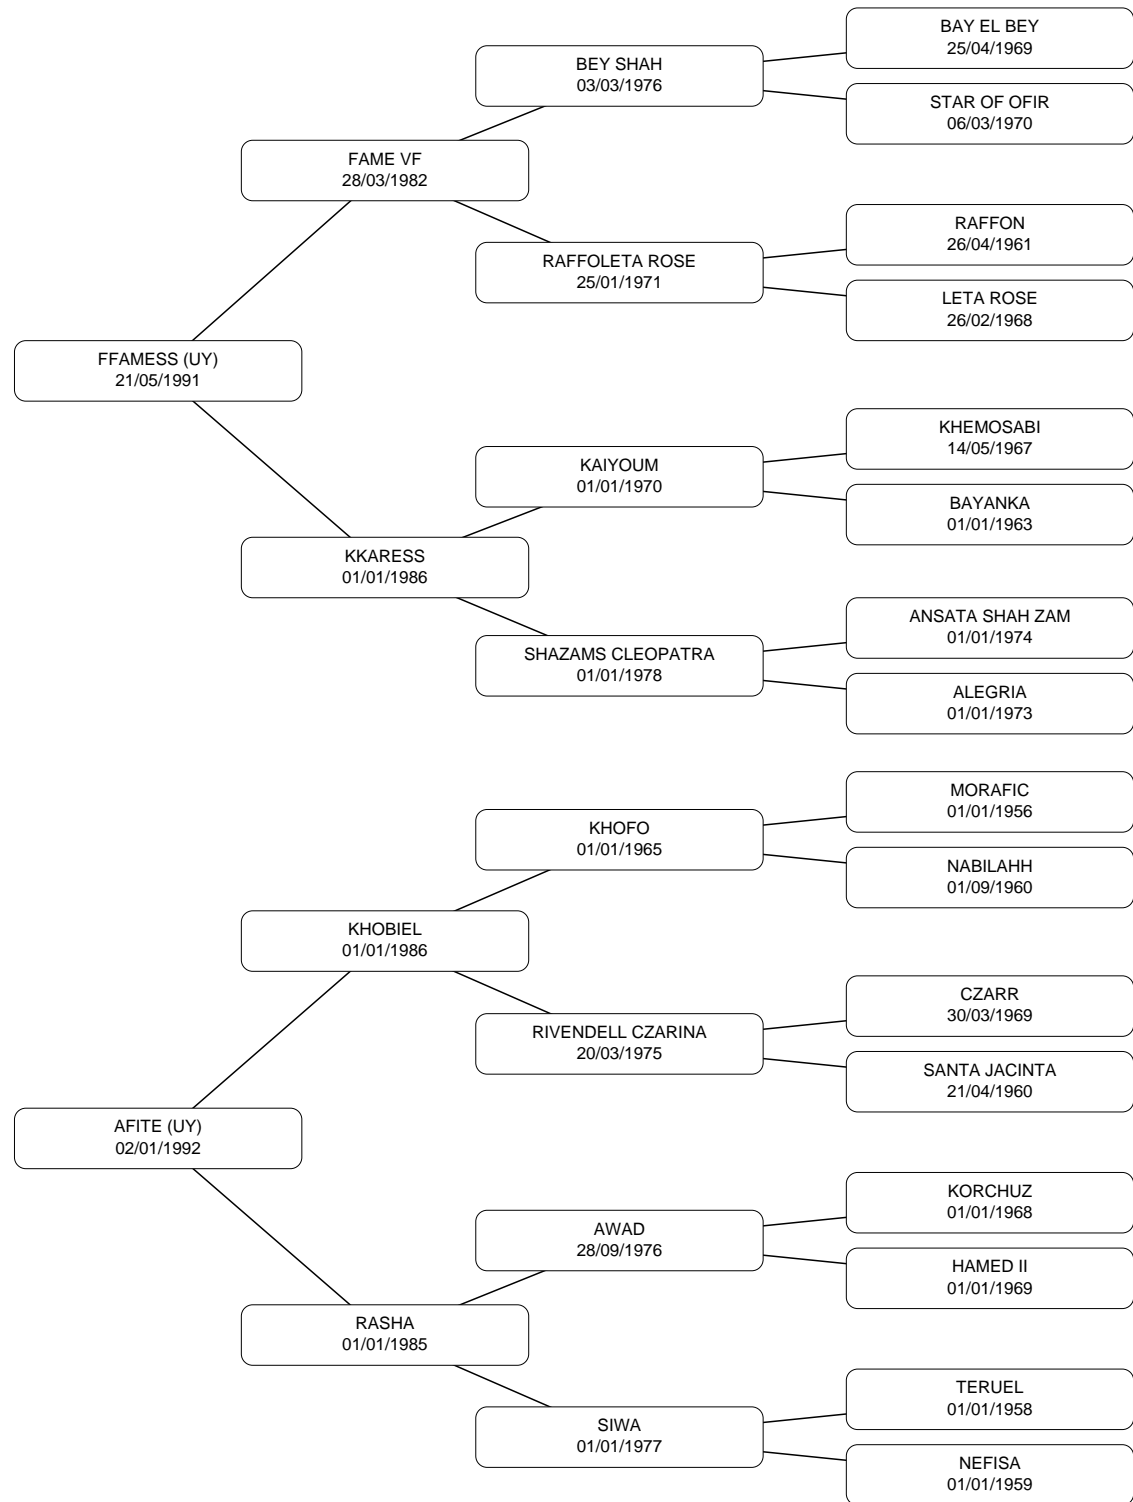 BAY EL BEY
25/04/1969
BEY SHAH
03/03/1976
STAR OF OFIR
06/03/1970
FAME VF
28/03/1982
RAFFON
26/04/1961
RAFFOLETA ROSE
25/01/1971
LETA ROSE
26/02/1968
FFAMESS (UY)
21/05/1991
KHEMOSABI
14/05/1967
KAIYOUM
01/01/1970
BAYANKA
01/01/1963
KKARESS
01/01/1986
ANSATA SHAH ZAM
01/01/1974
SHAZAMS CLEOPATRA
01/01/1978
ALEGRIA
01/01/1973
MORAFIC
01/01/1956
KHOFO
01/01/1965
NABILAHH
01/09/1960
KHOBIEL
01/01/1986
CZARR
30/03/1969
RIVENDELL CZARINA
20/03/1975
SANTA JACINTA
21/04/1960
AFITE (UY)
02/01/1992
KORCHUZ
01/01/1968
AWAD
28/09/1976
HAMED II
01/01/1969
RASHA
01/01/1985
TERUEL
01/01/1958
SIWA
01/01/1977
NEFISA
01/01/1959